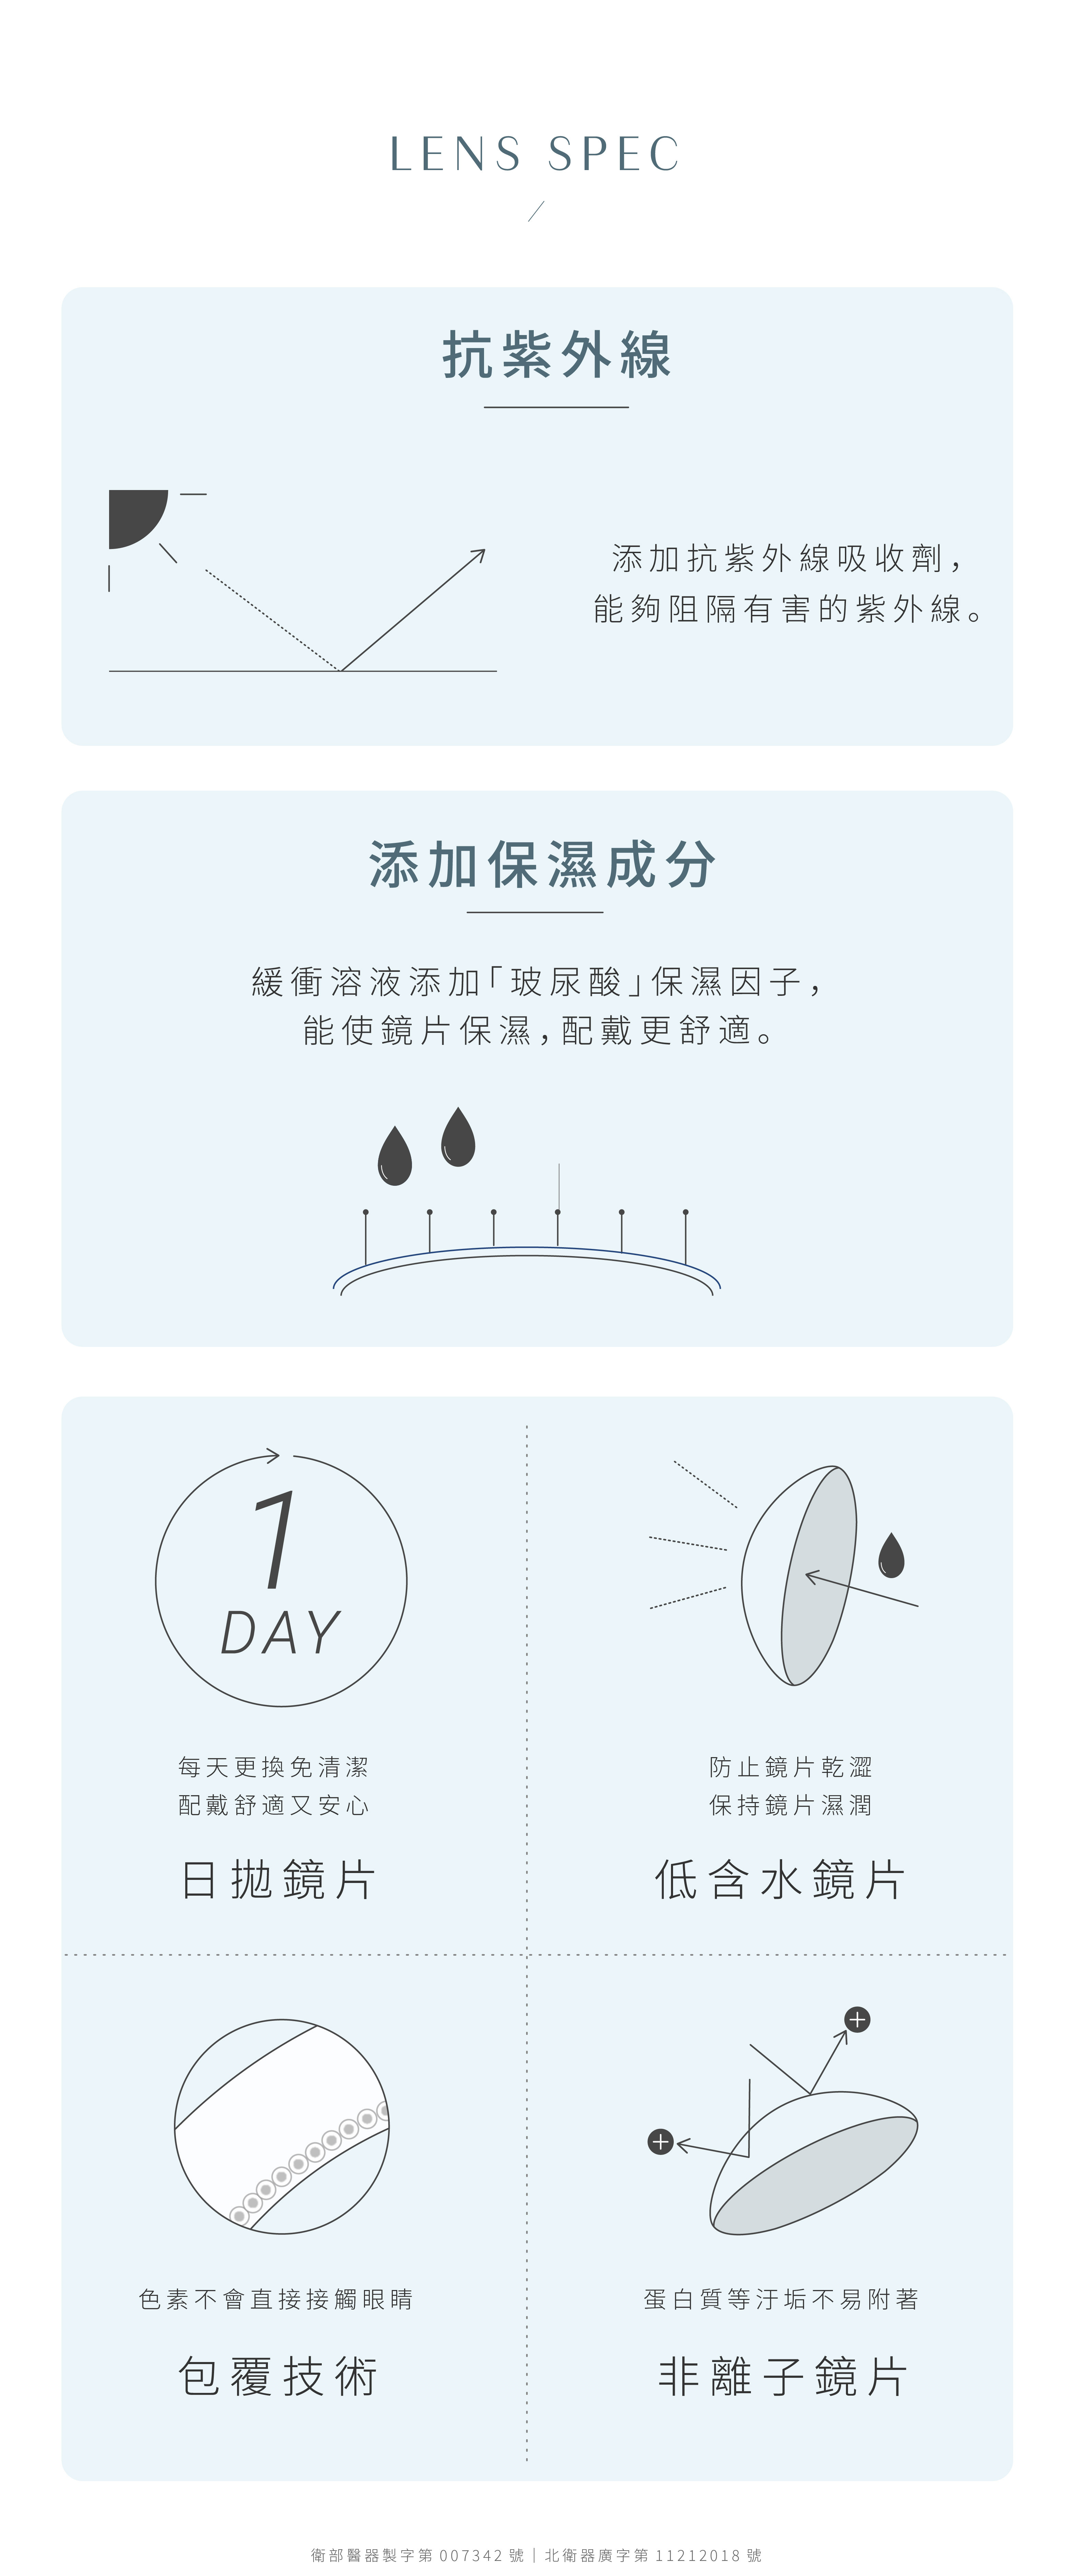 LENS SPEC
抗紫外線
添加抗紫外線吸收劑，
能夠阻隔有害的紫外線。
添加保濕成分
緩衝溶液添加「玻尿酸」保濕因子，
能使鏡片保濕，配戴更舒適。
1
DAY
每天更換免清潔
配戴舒適又安心
日拋鏡片
防止鏡片乾澀
保持鏡片濕潤
低含水鏡片
色素不會直接接觸眼睛
包覆技術
蛋白質等汙垢不易附著
非離子鏡片
衛部醫器製字第 007342 號｜北衛器廣字第 11212018 號